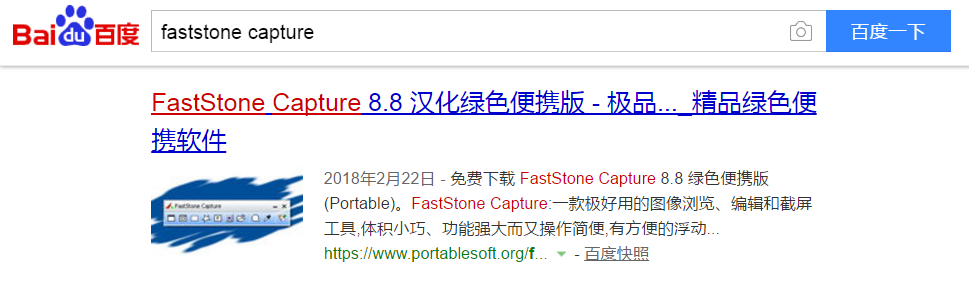 Bai du 百度 faststone capture 百度一下
FastStone Capture 8.8 汉化绿色便携版 - 极品..._精品绿色便
携软件
2018年2月22日 - 免费下载 FastStone Capture 8.8 绿色便携版
(Portable)。FastStone Capture:一款极好用的图像浏览、编辑和截屏
工具,体积小巧、功能强大而又操作简便,有方便的浮动...
https://www.portablesoft.org/f... - 百度快照
FastStone Capture